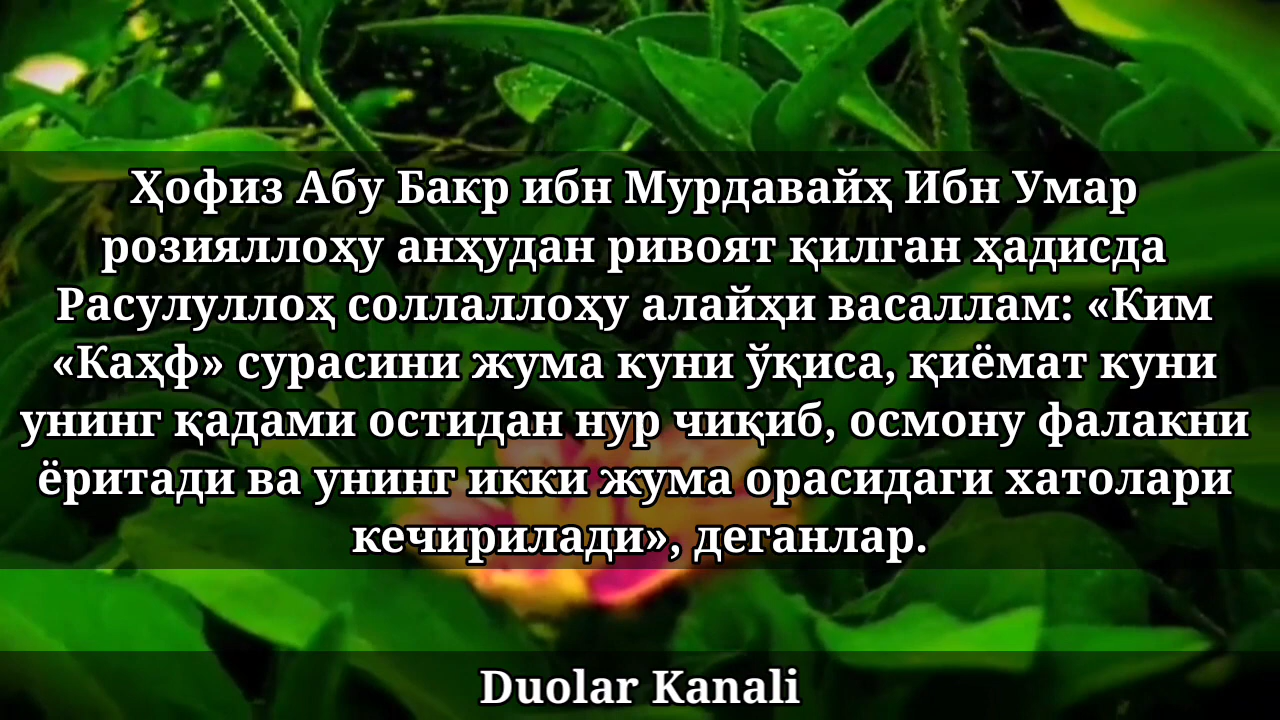 Ҳофиз Абу Бакр ибн Мурдавайҳ Ибн Умар
розияллоҳу анҳудан ривоят қилган ҳадисда
Расулуллоҳ соллаллоҳу алайҳи васаллам: «Ким
«Каҳф» сурасини жума куни ўқиса, қиёмат куни
унинг қадами остидан нур чиқиб, осмону фалакни
ёритади ва унинг икки жума орасидаги хатолари
кечирилади», деганлар.
Duolar Kanali